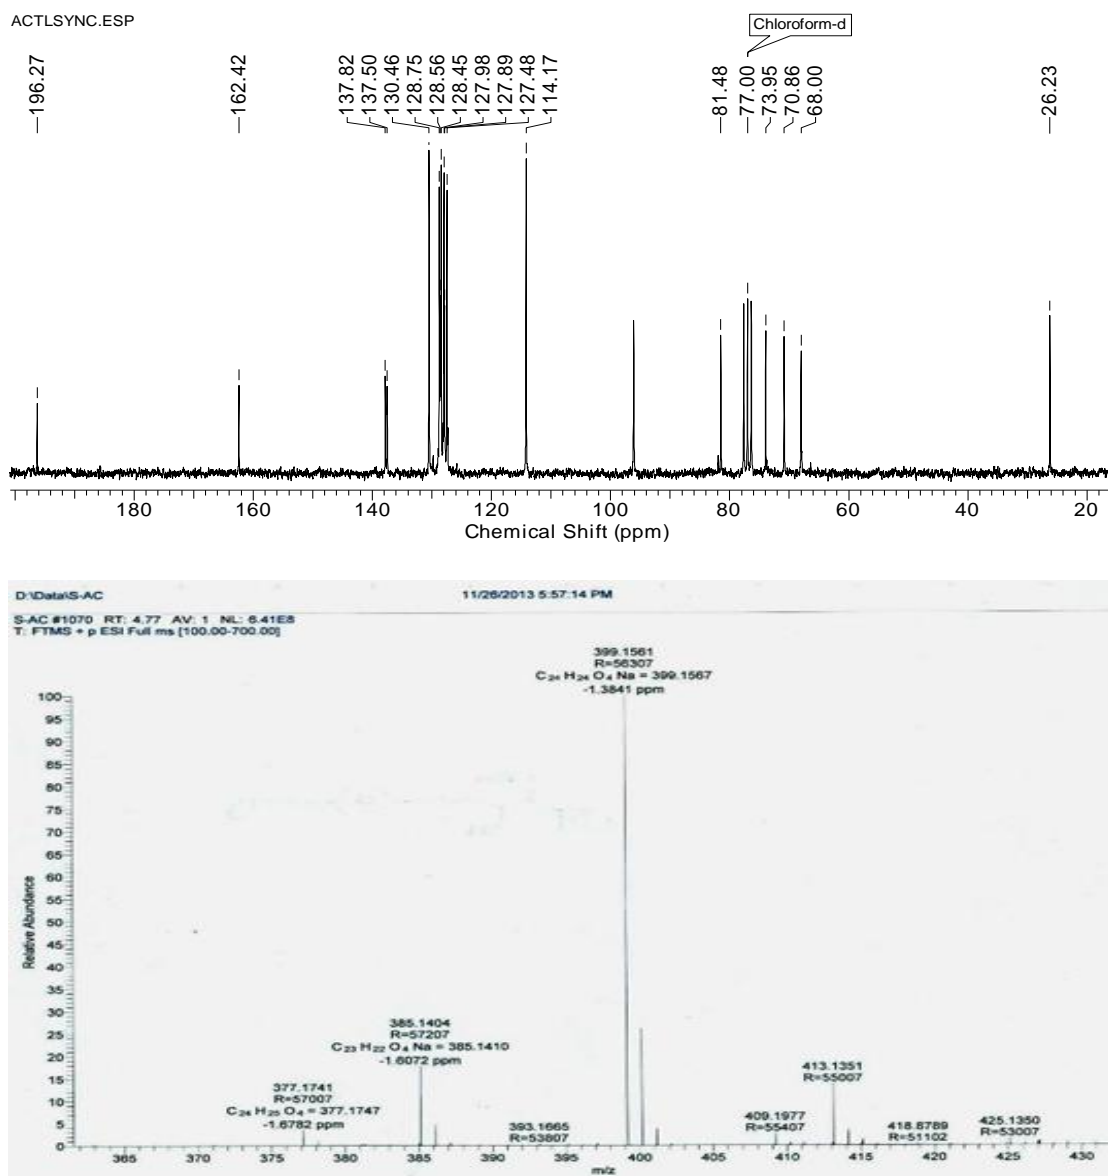 ACTLSYNC.ESP
Chloroform-d
196.27
162.42
137.82
137.50
130.46
128.75
128.56
128.45
127.98
127.89
127.48
114.17
81.48
77.00
73.95
70.86
68.00
26.23
180 160 140 120 100 80 60 40 20
Chemical Shift (ppm)
D:\Data\S-AC 11/26/2013 5:57:14 PM
S-AC #1070 RT: 4.77 AV: 1 NL: 6.41E8
T: FTMS + p ESI Full ms [100.00-700.00]
399.1561
R=56307
C₂₄ H₂₄ O₄ Na = 399.1567
-1.3841 ppm
100
95
90
85
80
75
70
65
60
55
50
45
40
35
30
25
20
15
10
5
0
Relative Abundance
385.1404
R=57207
C₂₃ H₂₂ O₄ Na = 385.1410
-1.6072 ppm
377.1741
R=57007
C₂₄ H₂₅ O₄ = 377.1747
-1.6782 ppm
393.1665
R=53807
409.1977
R=55407
413.1351
R=55007
418.8789
R=51102
425.1350
R=53007
365 370 375 380 385 390 395 400 405 410 415 420 425 430
m/z